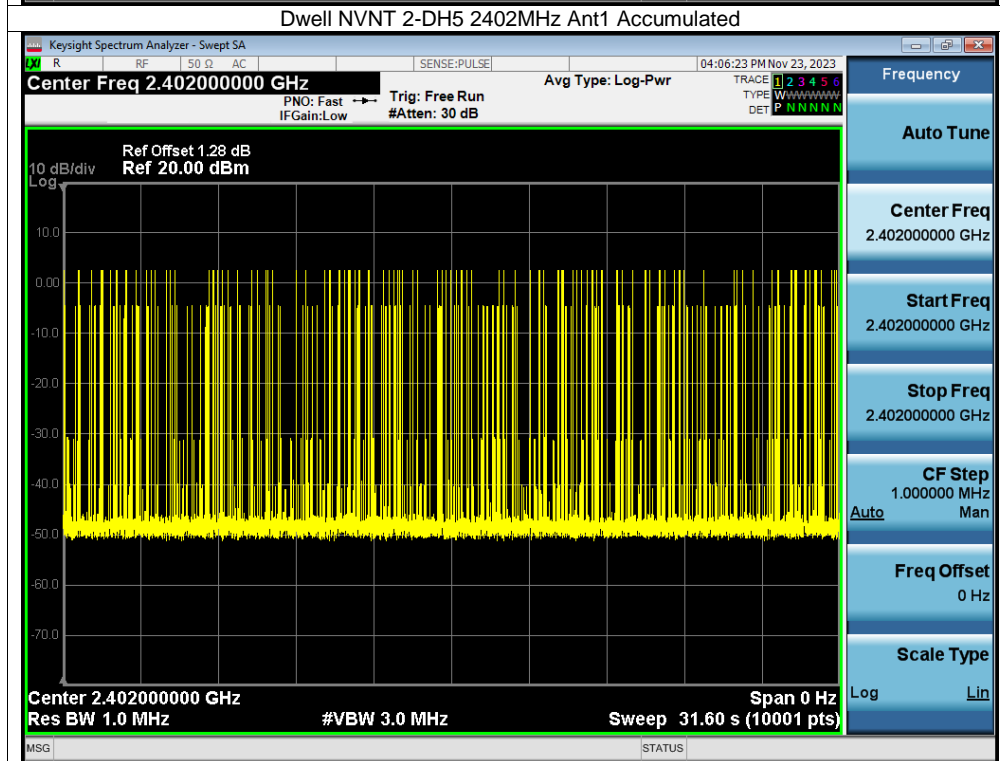 Dwell NVNT 2-DH5 2402MHz Ant1 Accumulated
Keysight Spectrum Analyzer - Swept SA
LXI R RF 50 Ω AC SENSE:PULSE 04:06:23 PM Nov 23, 2023
Center Freq 2.402000000 GHz
PNO: Fast
IFGain:Low
Trig: Free Run
#Atten: 30 dB
Avg Type: Log-Pwr
TRACE 1 2 3 4 5 6
TYPE WWWWWW
DET P NNNNN
Ref Offset 1.28 dB
10 dB/div Ref 20.00 dBm
Log
10.0
0.00
-10.0
-20.0
-30.0
-40.0
-50.0
-60.0
-70.0
Center 2.402000000 GHz Span 0 Hz
Res BW 1.0 MHz #VBW 3.0 MHz Sweep 31.60 s (10001 pts)
MSG STATUS
Frequency
Auto Tune
Center Freq
2.402000000 GHz
Start Freq
2.402000000 GHz
Stop Freq
2.402000000 GHz
CF Step
1.000000 MHz
Auto Man
Freq Offset
0 Hz
Scale Type
Log Lin